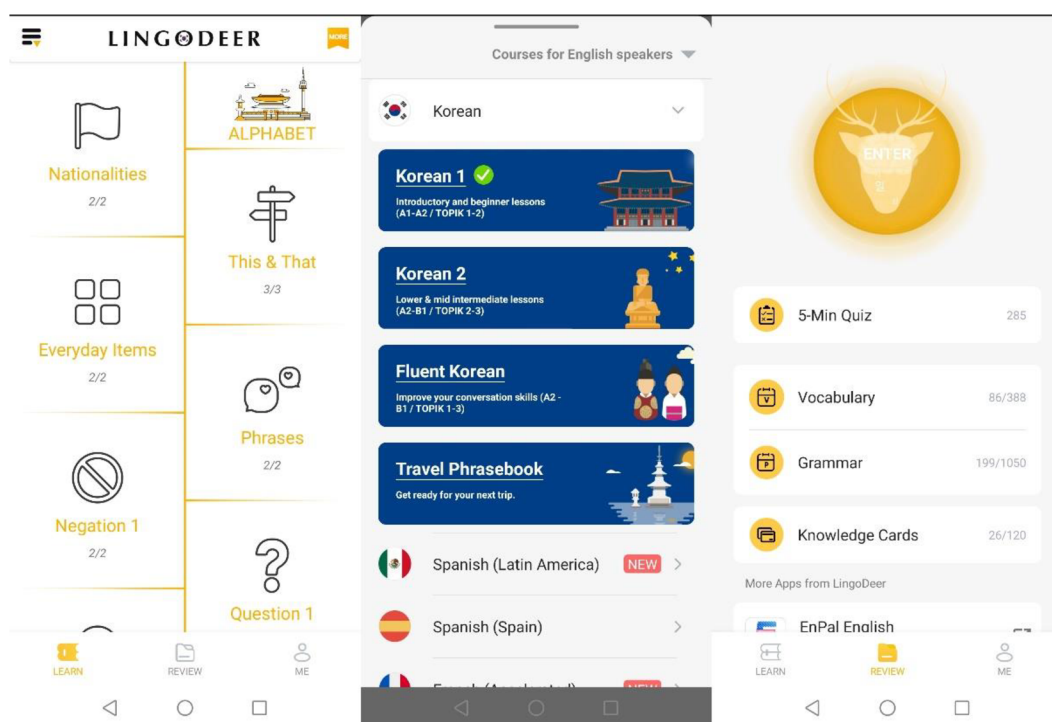 LINGODEER
MORE
Nationalities
2/2
ALPHABET
This & That
3/3
Everyday Items
2/2
Phrases
2/2
Negation 1
2/2
Question 1
LEARN
REVIEW
ME
Courses for English speakers
Korean
Korean 1
Introductory and beginner lessons
(A1-A2 / TOPIK 1-2)
Korean 2
Lower & mid intermediate lessons
(A2-B1 / TOPIK 2-3)
Fluent Korean
Improve your conversation skills (A2 -
B1 / TOPIK 1-3)
Travel Phrasebook
Get ready for your next trip.
Spanish (Latin America) NEW
Spanish (Spain)
ENTER
5-Min Quiz 285
Vocabulary 86/388
Grammar 199/1050
Knowledge Cards 26/120
More Apps from LingoDeer
EnPal English
LEARN
REVIEW
ME